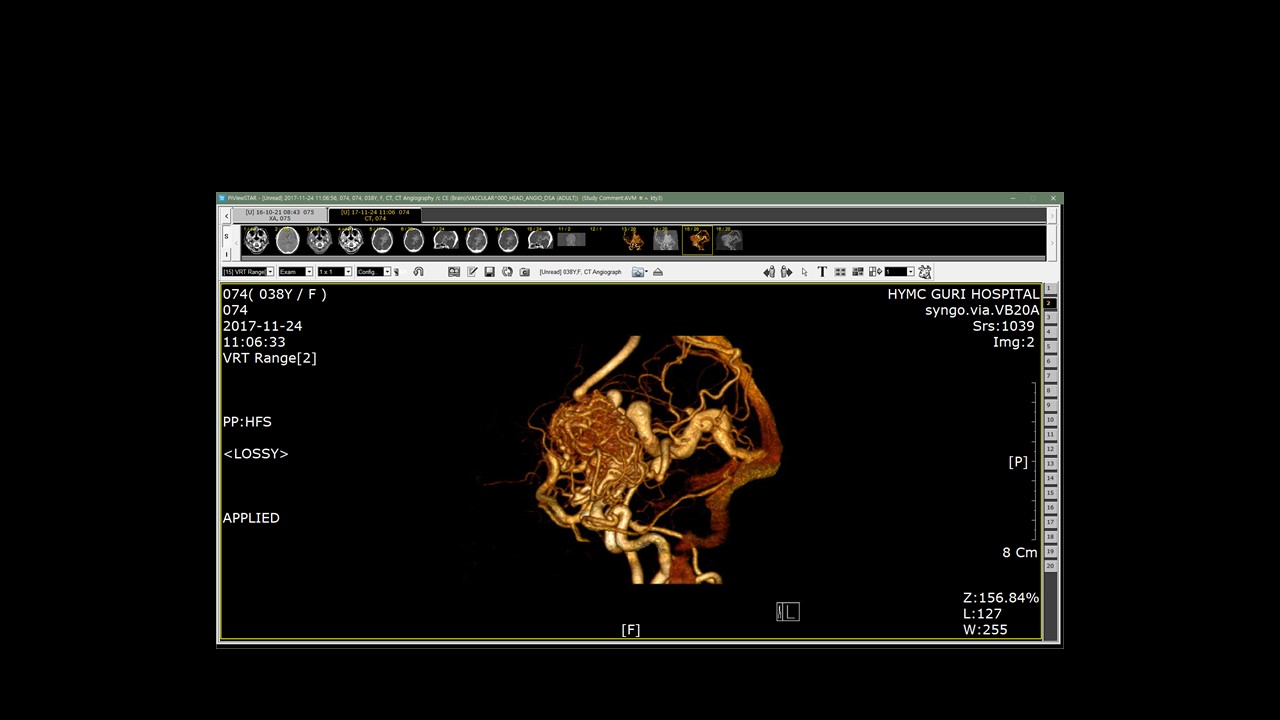 PiViewSTAR - [Unread] 2017-11-24 11:06:56, 074, 074, 038Y, F, CT, CT Angiography /c CE (Brain)(VASCULAR^000_HEAD_ANGIO_DSA (ADULT))
[U] 16-10-21 08:43 075
XA, 075
[U] 17-11-24 11:06 074
CT, 074
S
I
[15] VRT Range
Exam
1 x 1
Config.
[Unread] 038Y,F, CT Angiograph
T
1
074( 038Y / F )
074
2017-11-24
11:06:33
VRT Range[2]
PP:HFS
<LOSSY>
APPLIED
HYMC GURI HOSPITAL
syngo.via.VB20A
Srs:1039
Img:2
[P]
8 Cm
Z:156.84%
L:127
W:255
[F]
L
1
2
3
4
5
6
7
8
9
10
11
12
13
14
15
16
17
18
19
20